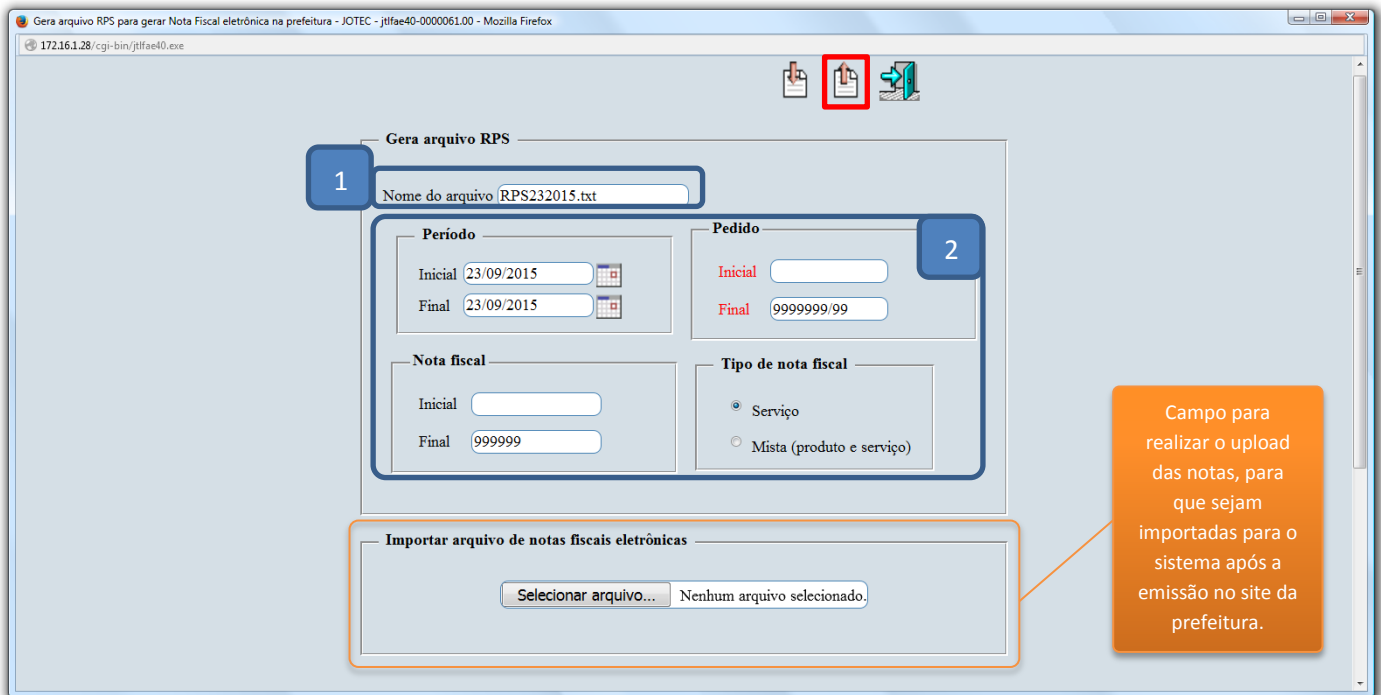 Gera arquivo RPS para gerar Nota Fiscal eletrônica na prefeitura - JOTEC - jtlfae40-0000061.00 - Mozilla Firefox
172.16.1.28/cgi-bin/jtlfae40.exe
Gera arquivo RPS
1
Nome do arquivo RPS232015.txt
2
Período
Inicial 23/09/2015
Final 23/09/2015
Pedido
Inicial
Final 9999999/99
Nota fiscal
Inicial
Final 999999
Tipo de nota fiscal
Serviço
Mista (produto e serviço)
Importar arquivo de notas fiscais eletrônicas
Selecionar arquivo... Nenhum arquivo selecionado.
Campo para
realizar o upload
das notas, para
que sejam
importadas para o
sistema após a
emissão no site da
prefeitura.